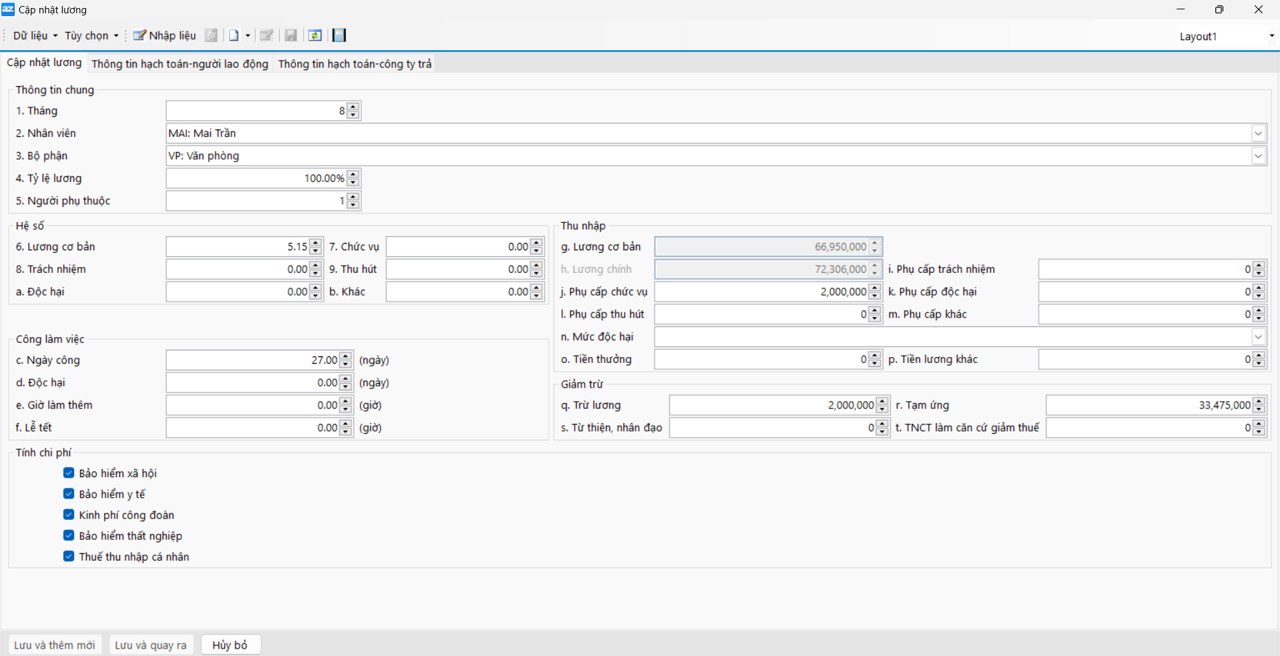 az Cập nhật lương
Dữ liệu Tùy chọn Nhập liệu Layout1
Cập nhật lương Thông tin hạch toán-người lao động Thông tin hạch toán-công ty trả
Thông tin chung
1. Tháng 8
2. Nhân viên MAI: Mai Trần
3. Bộ phận VP: Văn phòng
4. Tỷ lệ lương 100.00%
5. Người phụ thuộc 1
Hệ số
6. Lương cơ bản 5.15 7. Chức vụ 0.00
8. Trách nhiệm 0.00 9. Thu hút 0.00
a. Độc hại 0.00 b. Khác 0.00
Công làm việc
c. Ngày công 27.00 (ngày)
d. Độc hại 0.00 (ngày)
e. Giờ làm thêm 0.00 (giờ)
f. Lễ tết 0.00 (giờ)
Thu nhập
g. Lương cơ bản 66,950,000
h. Lương chính 72,306,000 i. Phụ cấp trách nhiệm 0
j. Phụ cấp chức vụ 2,000,000 k. Phụ cấp độc hại 0
l. Phụ cấp thu hút 0 m. Phụ cấp khác 0
n. Mức độc hại
o. Tiền thưởng 0 p. Tiền lương khác 0
Giảm trừ
q. Trừ lương 2,000,000 r. Tạm ứng 33,475,000
s. Từ thiện, nhân đạo 0 t. TNCT làm căn cứ giảm thuế 0
Tính chi phí
Bảo hiểm xã hội
Bảo hiểm y tế
Kinh phí công đoàn
Bảo hiểm thất nghiệp
Thuế thu nhập cá nhân
Lưu và thêm mới Lưu và quay ra Hủy bỏ